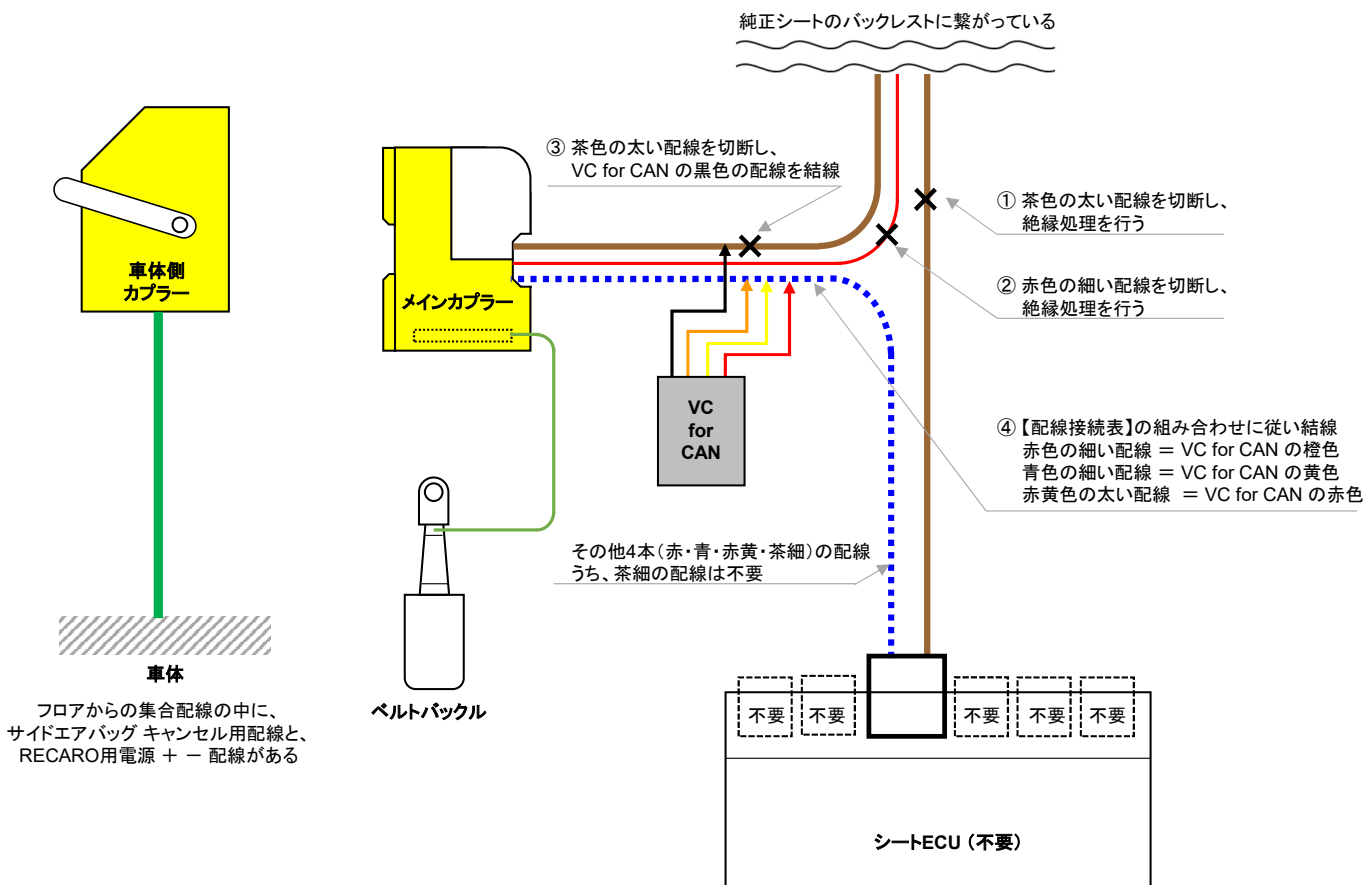 純正シートのバックレストに繋がっている
③ 茶色の太い配線を切断し、
VC for CAN の黒色の配線を結線
① 茶色の太い配線を切断し、
絶縁処理を行う
② 赤色の細い配線を切断し、
絶縁処理を行う
車体側
カプラー
メインカプラー
VC
for
CAN
④【配線接続表】の組み合わせに従い結線
赤色の細い配線 = VC for CAN の橙色
青色の細い配線 = VC for CAN の黄色
赤黄色の太い配線 = VC for CAN の赤色
その他4本(赤・青・赤黄・茶細)の配線
うち、茶細の配線は不要
車体
フロアからの集合配線の中に、
サイドエアバッグ キャンセル用配線と、
RECARO用電源 + - 配線がある
ベルトバックル
不要 不要 不要 不要 不要
シートECU(不要)